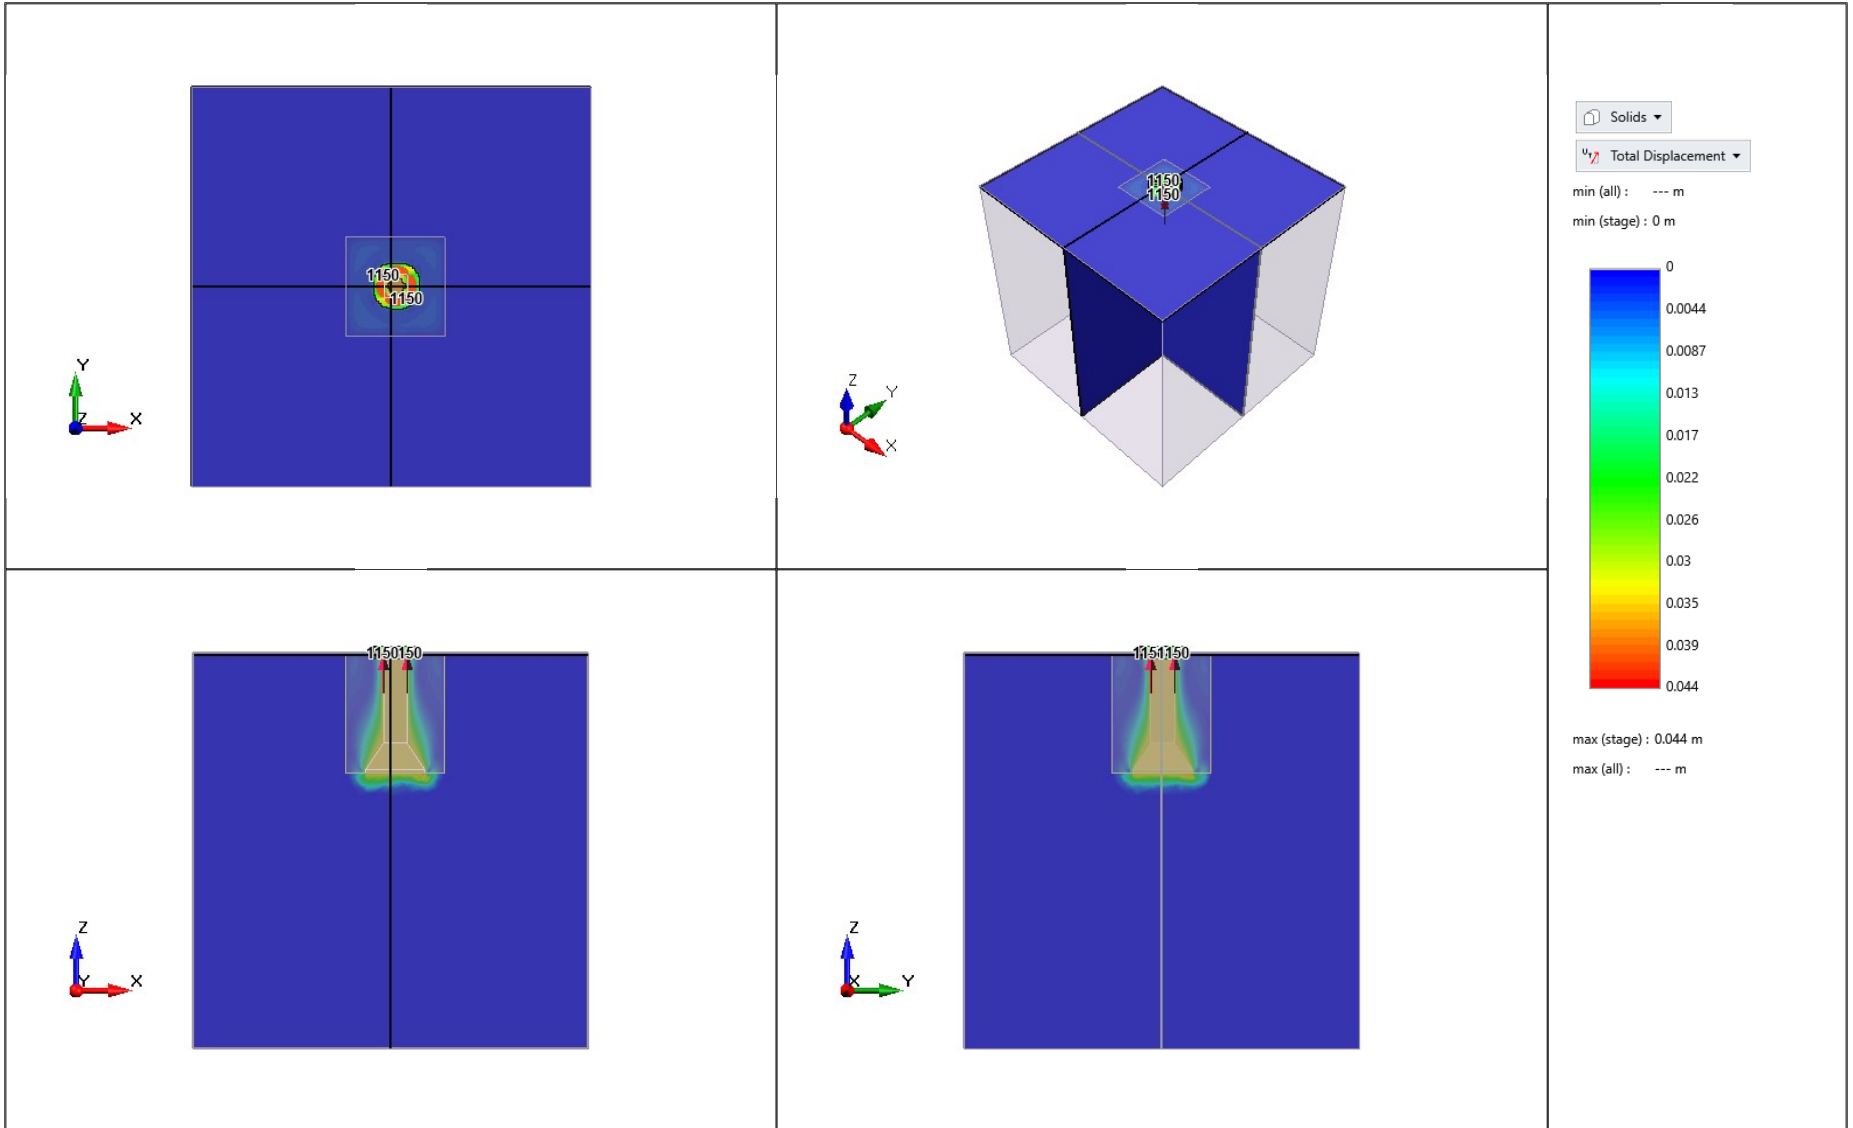 1150
1150
Y
Z
X
1150
1150
Z
Y
X
1150150
Z
Y
X
1151150
Z
X
Y
Solids
UT Total Displacement
min (all) : --- m
min (stage) : 0 m
0
0.0044
0.0087
0.013
0.017
0.022
0.026
0.03
0.035
0.039
0.044
max (stage) : 0.044 m
max (all) : --- m